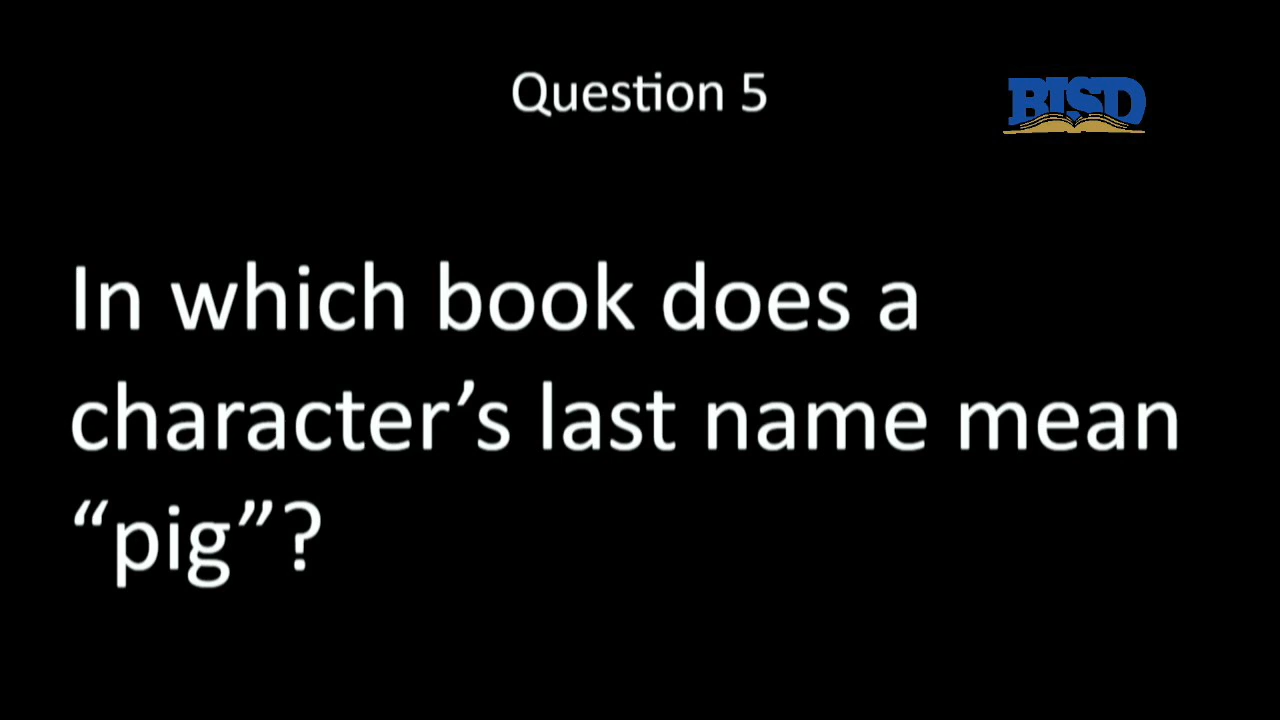 Question 5
BISD
In which book does a
character’s last name mean
“pig”?